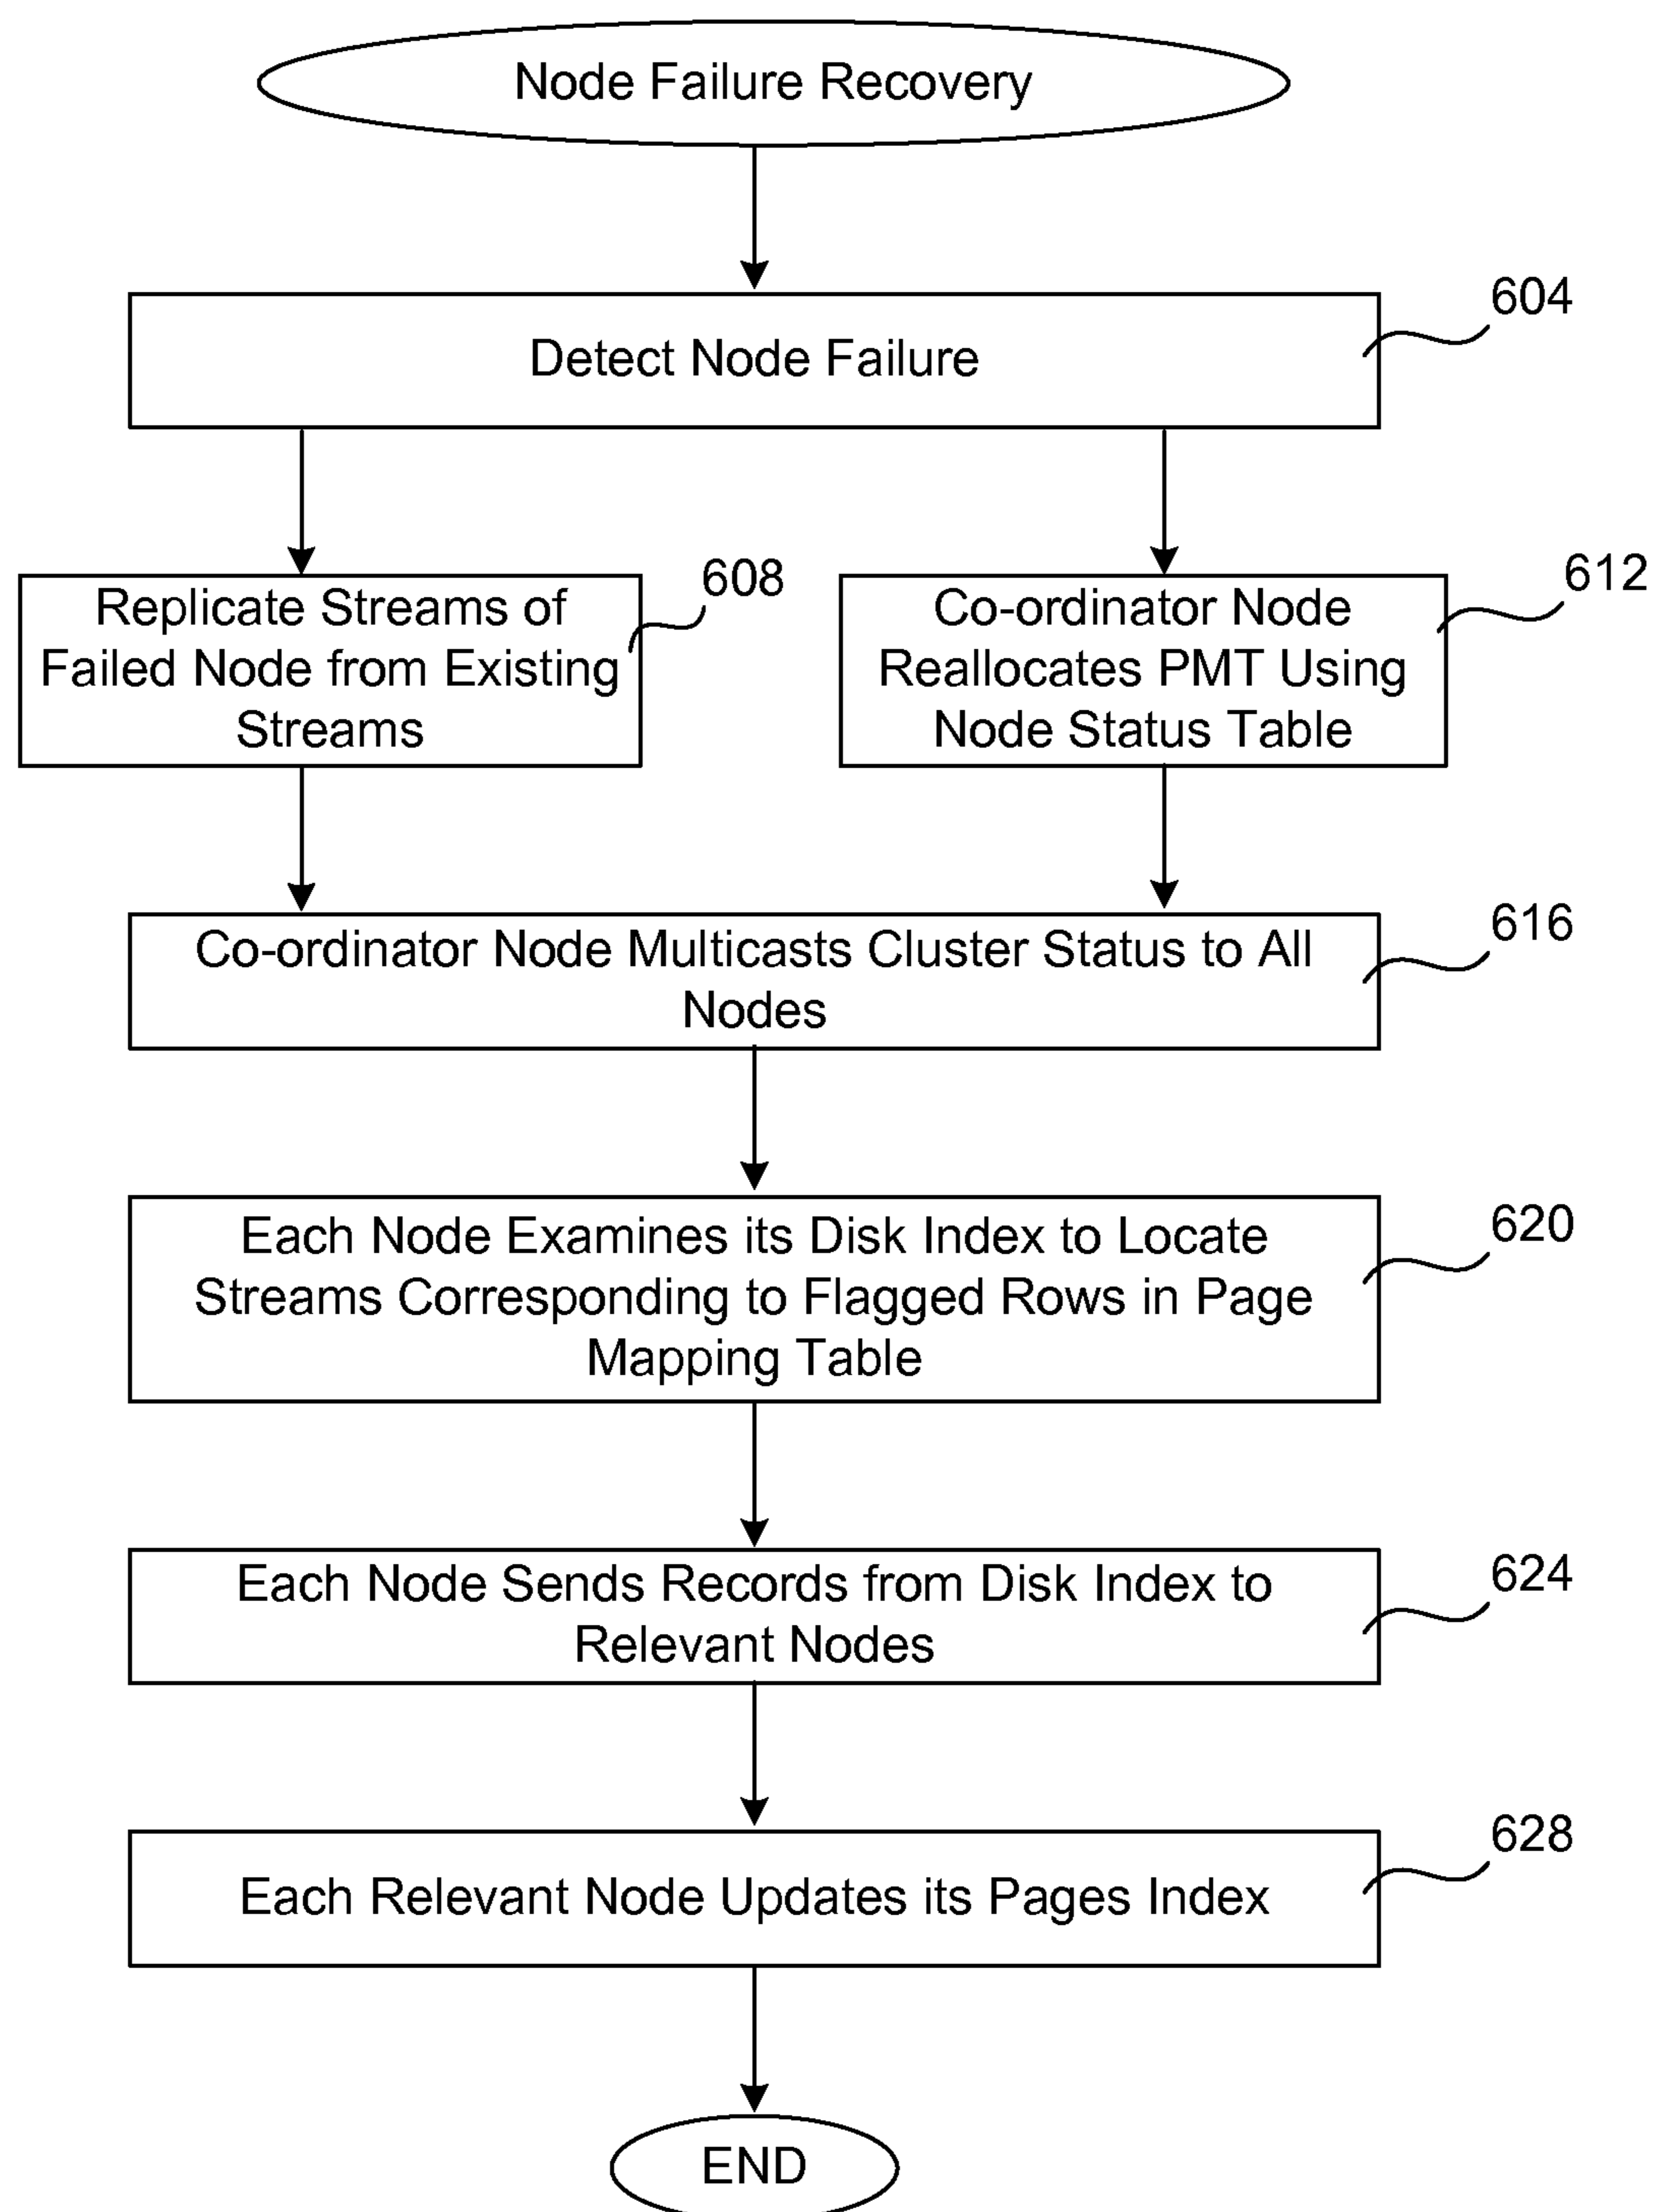 Node Failure Recovery
604
Detect Node Failure
608
Replicate Streams of
Failed Node from Existing
Streams
612
Co-ordinator Node
Reallocates PMT Using
Node Status Table
616
Co-ordinator Node Multicasts Cluster Status to All
Nodes
620
Each Node Examines its Disk Index to Locate
Streams Corresponding to Flagged Rows in Page
Mapping Table
624
Each Node Sends Records from Disk Index to
Relevant Nodes
628
Each Relevant Node Updates its Pages Index
END